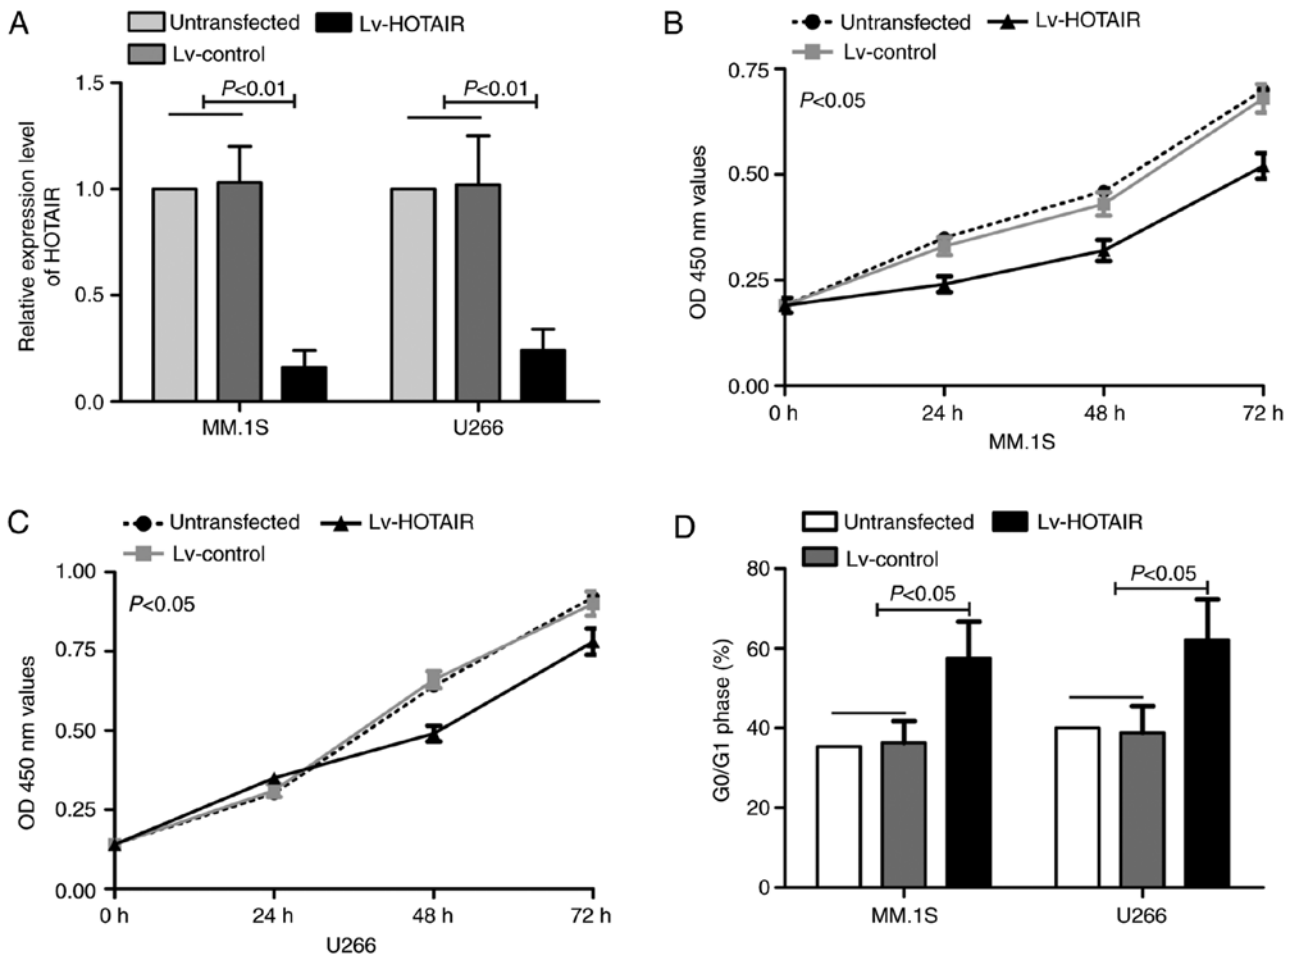 A
Untransfected
Lv-HOTAIR
Lv-control
Relative expression level
of HOTAIR
1.5
1.0
0.5
0.0
P<0.01
P<0.01
MM.1S
U266
B
Untransfected
Lv-HOTAIR
Lv-control
OD 450 nm values
0.75
0.50
0.25
0.00
P<0.05
0 h
24 h
48 h
72 h
MM.1S
C
Untransfected
Lv-HOTAIR
Lv-control
OD 450 nm values
1.00
0.75
0.50
0.25
0.00
P<0.05
0 h
24 h
48 h
72 h
U266
D
Untransfected
Lv-HOTAIR
Lv-control
G0/G1 phase (%)
80
60
40
20
0
P<0.05
P<0.05
MM.1S
U266